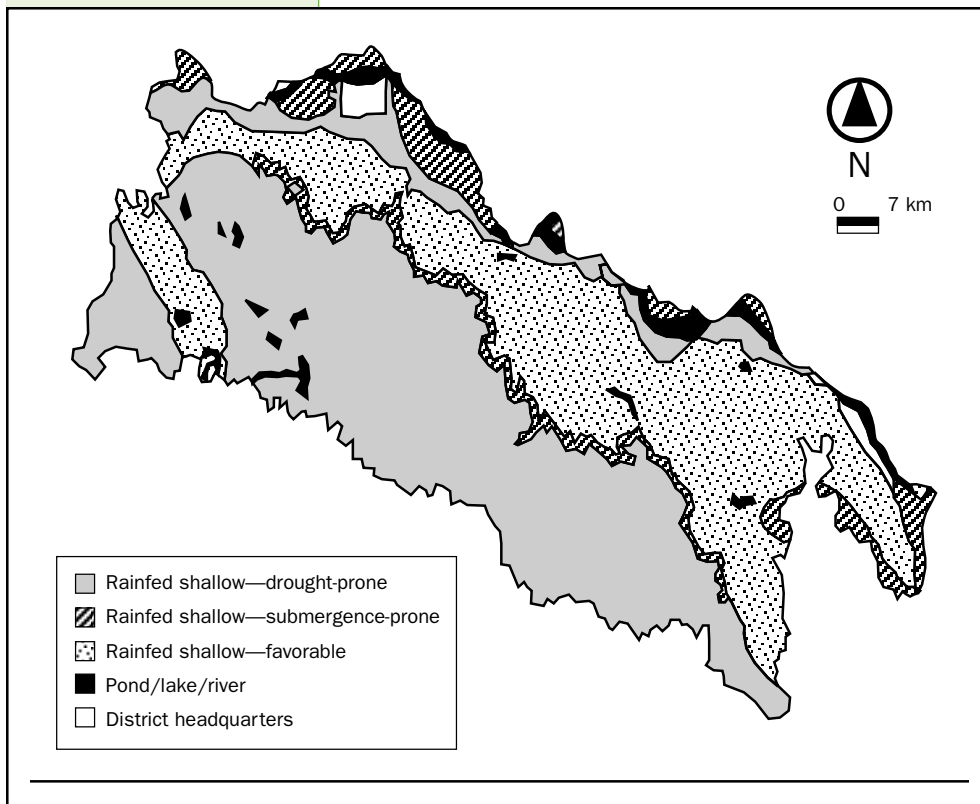 N
0 7 km
Rainfed shallow—drought-prone
Rainfed shallow—submergence-prone
Rainfed shallow—favorable
Pond/lake/river
District headquarters